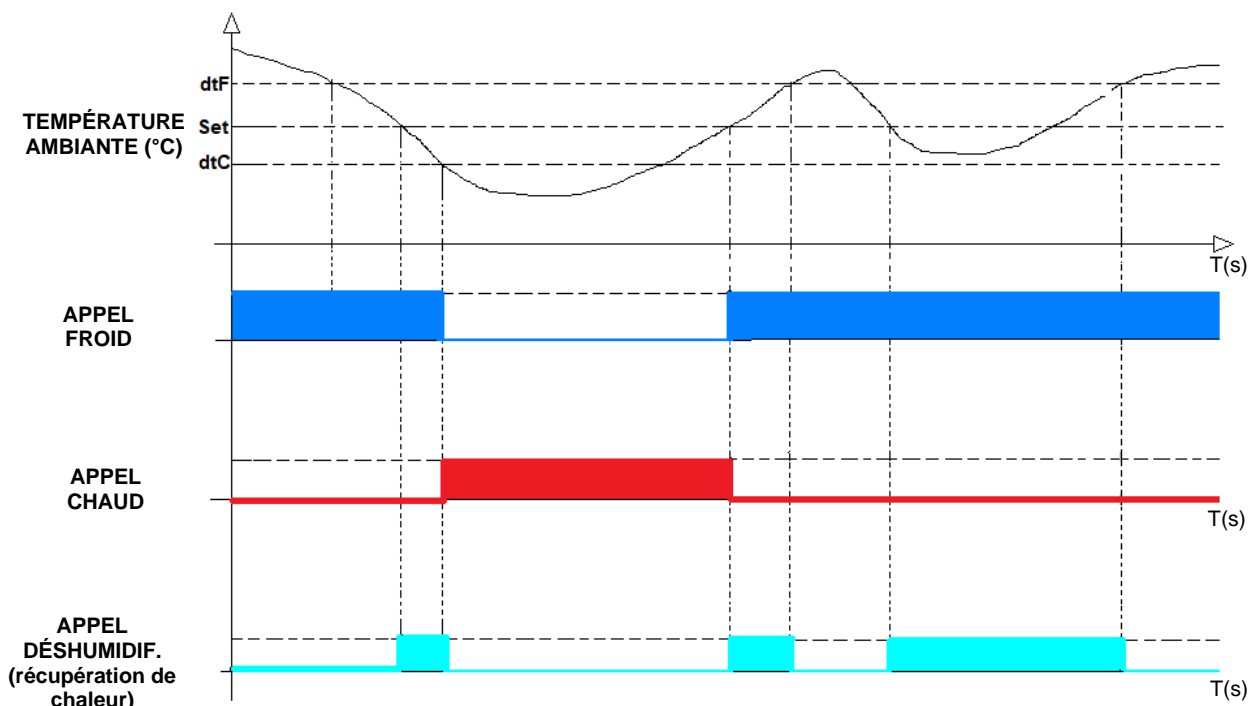 dtF
TEMPÉRATURE
AMBIANTE (°C)
Set
dtC
T(s)
APPEL
FROID
APPEL
CHAUD
T(s)
APPEL
DÉSHUMIDIF.
(récupération de
chaleur)
T(s)